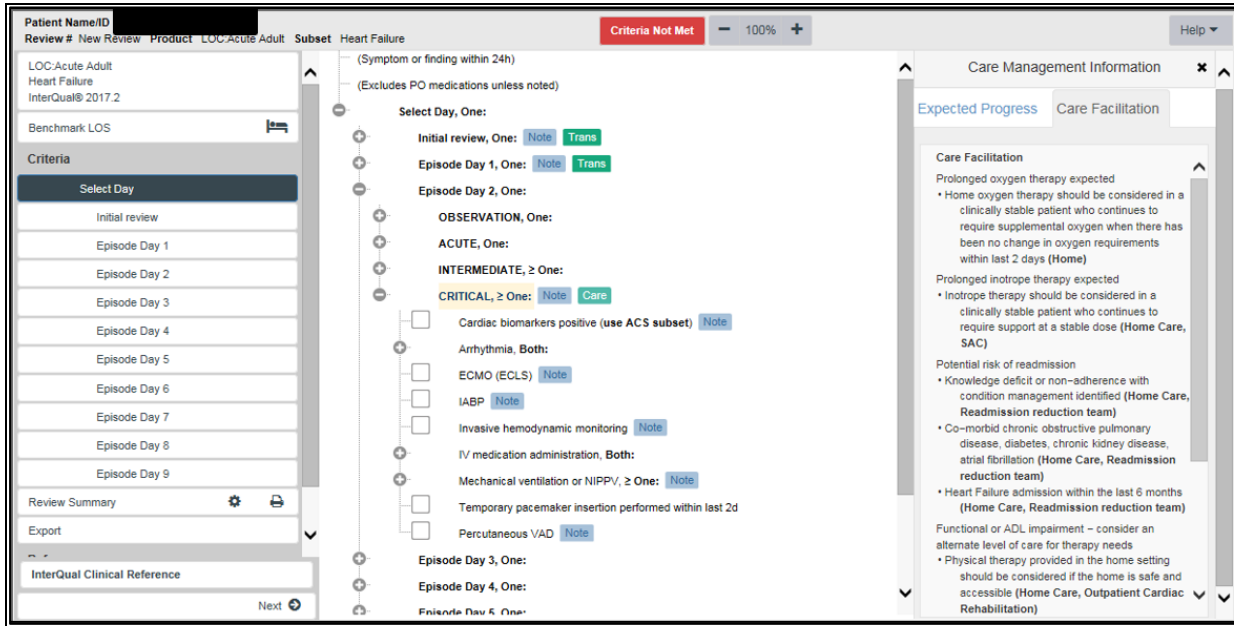 Patient Name/ID
Review # New Review Product LOC:Acute Adult Subset Heart Failure
Criteria Not Met
100%
Help
LOC:Acute Adult
Heart Failure
InterQual® 2017.2
Benchmark LOS
Criteria
Select Day
Initial review
Episode Day 1
Episode Day 2
Episode Day 3
Episode Day 4
Episode Day 5
Episode Day 6
Episode Day 7
Episode Day 8
Episode Day 9
Review Summary
Export
InterQual Clinical Reference
Next
(Symptom or finding within 24h)
(Excludes PO medications unless noted)
Select Day, One:
Initial review, One: Note Trans
Episode Day 1, One: Note Trans
Episode Day 2, One:
OBSERVATION, One:
ACUTE, One:
INTERMEDIATE, ≥ One:
CRITICAL, ≥ One: Note Care
Cardiac biomarkers positive (use ACS subset) Note
Arrhythmia, Both:
ECMO (ECLS) Note
IABP Note
Invasive hemodynamic monitoring Note
IV medication administration, Both:
Mechanical ventilation or NIPPV, ≥ One: Note
Temporary pacemaker insertion performed within last 2d
Percutaneous VAD Note
Episode Day 3, One:
Episode Day 4, One:
Episode Day 5, One:
Care Management Information
Expected Progress Care Facilitation
Care Facilitation
Prolonged oxygen therapy expected
• Home oxygen therapy should be considered in a
clinically stable patient who continues to
require supplemental oxygen when there has
been no change in oxygen requirements
within last 2 days (Home)
Prolonged inotrope therapy expected
• Inotrope therapy should be considered in a
clinically stable patient who continues to
require support at a stable dose (Home Care,
SAC)
Potential risk of readmission
• Knowledge deficit or non-adherence with
condition management identified (Home Care,
Readmission reduction team)
• Co-morbid chronic obstructive pulmonary
disease, diabetes, chronic kidney disease,
atrial fibrillation (Home Care, Readmission
reduction team)
• Heart Failure admission within the last 6 months
(Home Care, Readmission reduction team)
Functional or ADL impairment - consider an
alternate level of care for therapy needs
• Physical therapy provided in the home setting
should be considered if the home is safe and
accessible (Home Care, Outpatient Cardiac
Rehabilitation)